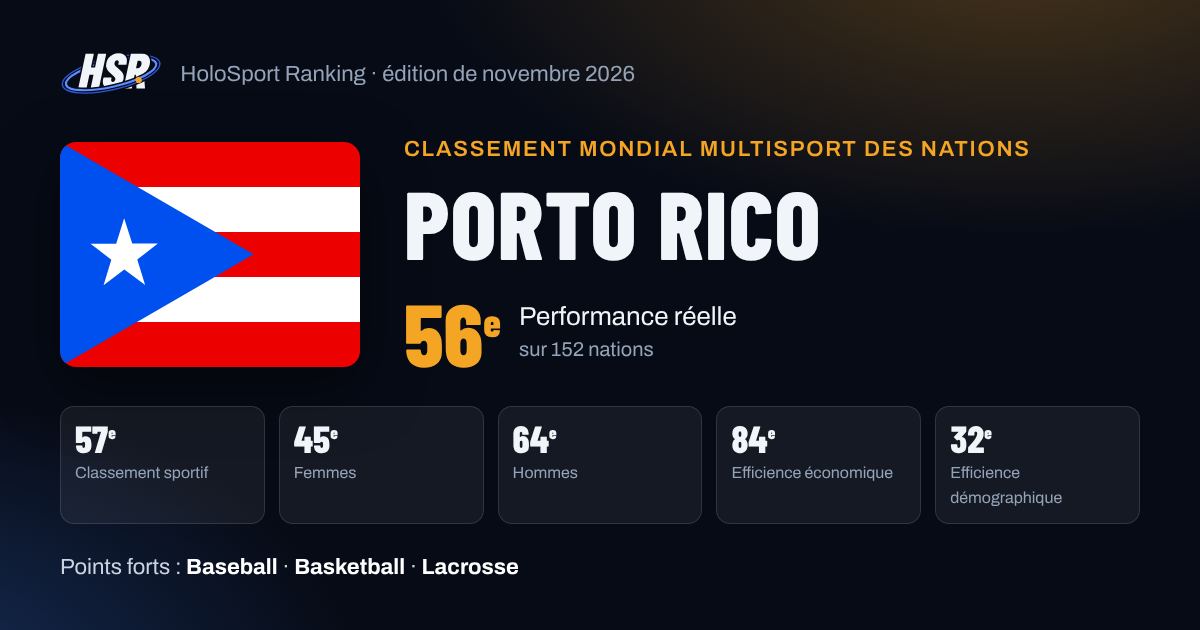 HSR
HoloSport Ranking · édition de novembre 2026
CLASSEMENT MONDIAL MULTISPORT DES NATIONS
PORTO RICO
56e
Performance réelle
sur 152 nations
57e
Classement sportif
45e
Femmes
64e
Hommes
84e
Efficience économique
32e
Efficience
démographique
Points forts : Baseball · Basketball · Lacrosse